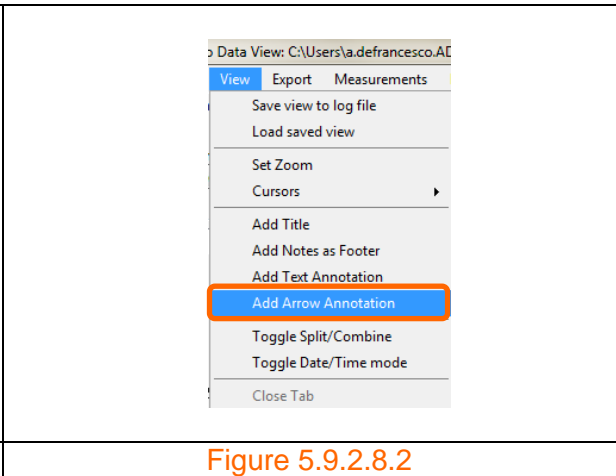 o Data View: C:\Users\a.defrancesco.AD
View Export Measurements
Save view to log file
Load saved view
Set Zoom
Cursors
Add Title
Add Notes as Footer
Add Text Annotation
Add Arrow Annotation
Toggle Split/Combine
Toggle Date/Time mode
Close Tab
Figure 5.9.2.8.2